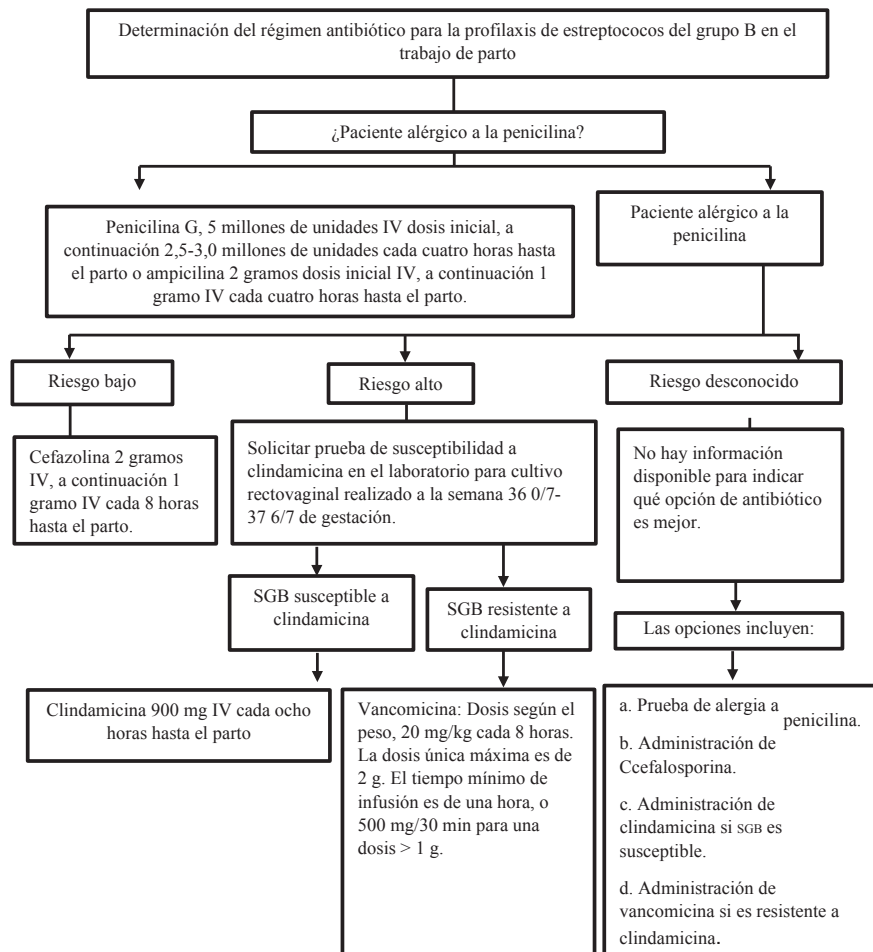 Determinación del régimen antibiótico para la profilaxis de estreptococos del grupo B en el
trabajo de parto
¿Paciente alérgico a la penicilina?
Penicilina G, 5 millones de unidades IV dosis inicial, a
continuación 2,5-3,0 millones de unidades cada cuatro horas hasta
el parto o ampicilina 2 gramos dosis inicial IV, a continuación 1
gramo IV cada cuatro horas hasta el parto.
Paciente alérgico a la
penicilina
Riesgo bajo
Riesgo alto
Riesgo desconocido
Cefazolina 2 gramos
IV, a continuación 1
gramo IV cada 8 horas
hasta el parto.
Solicitar prueba de susceptibilidad a
clindamicina en el laboratorio para cultivo
rectovaginal realizado a la semana 36 0/7-
37 6/7 de gestación.
No hay información
disponible para indicar
qué opción de antibiótico
es mejor.
SGB susceptible a
clindamicina
SGB resistente a
clindamicina
Las opciones incluyen:
Clindamicina 900 mg IV cada ocho
horas hasta el parto
Vancomicina: Dosis según el
peso, 20 mg/kg cada 8 horas.
La dosis única máxima es de
2 g. El tiempo mínimo de
infusión es de una hora, o
500 mg/30 min para una
dosis > 1 g.
a. Prueba de alergia a
penicilina.
b. Administración de
Ccefalosporina.
c. Administración de
clindamicina si SGB es
susceptible.
d. Administración de
vancomicina si es resistente a
clindamicina.